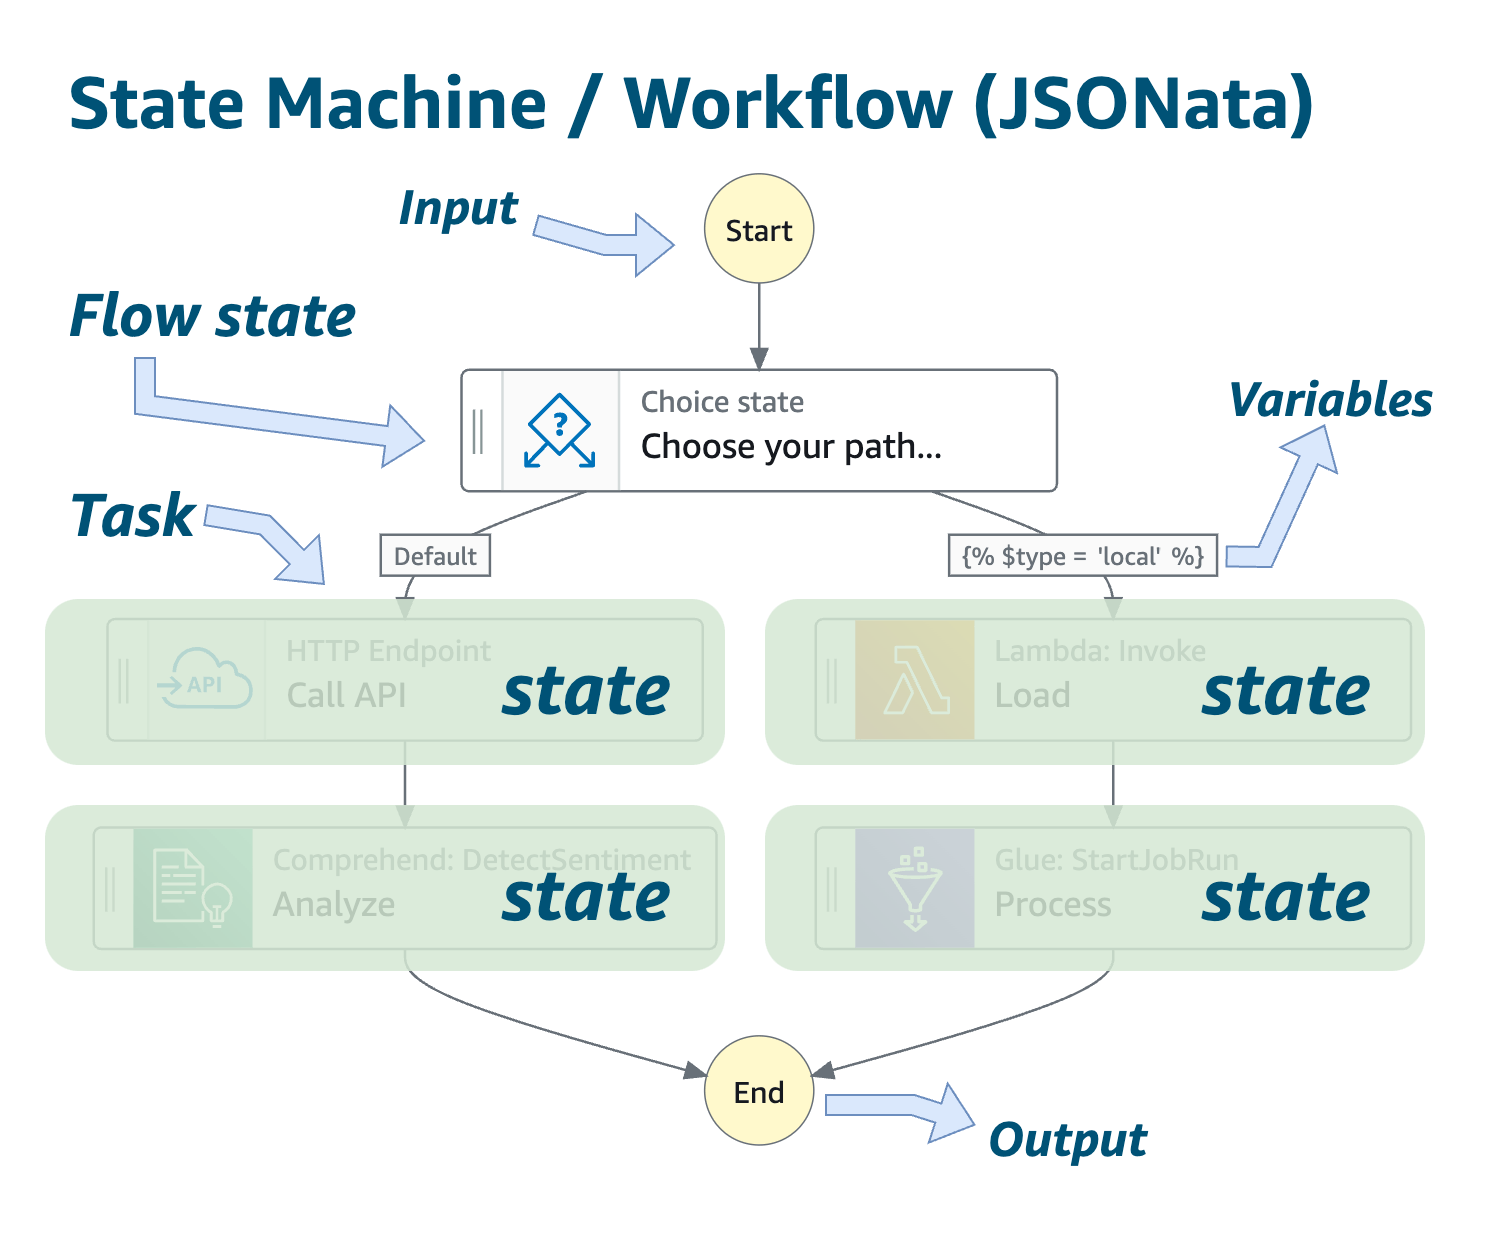 State Machine / Workflow (JSONata)
Input
Start
Flow state
Choice state
?
Choose your path...
Variables
Task
Default
{% $type = 'local' %}
HTTP Endpoint
API
Call API
state
Lambda: Invoke
Load
state
Comprehend: DetectSentiment
Analyze
state
Glue: StartJobRun
Process
state
End
Output